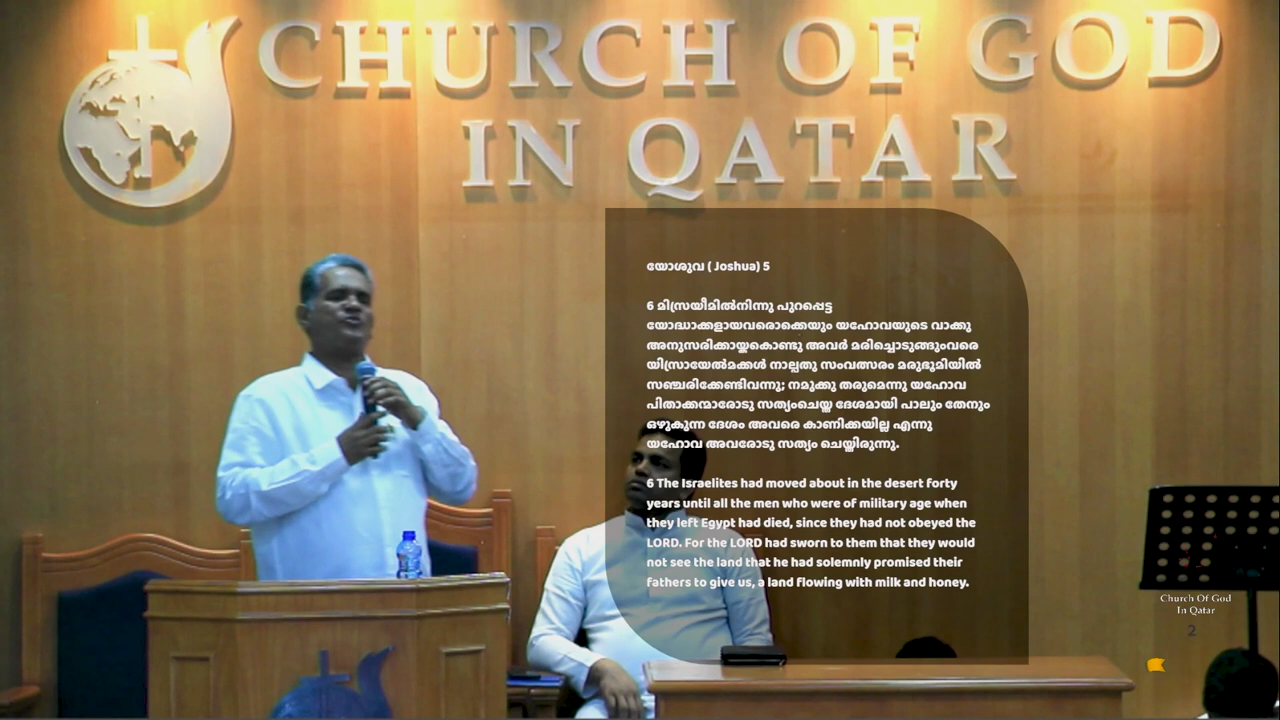 CHURCH OF GOD
IN QATAR
യോശുവ ( Joshua) 5
6 മിസ്രയീമിൽനിന്നു പുറപ്പെട്ട
യോദ്ധാക്കളായവരൊക്കെയും യഹോവയുടെ വാക്കു
അനുസരിക്കായ്കകൊണ്ടു അവർ മരിച്ചൊടുങ്ങുംവരെ
യിസ്രായേൽമക്കൾ നാല്പതു സംവത്സരം മരുഭൂമിയിൽ
സഞ്ചരിക്കേണ്ടിവന്നു; നമുക്കു തരുമെന്നു യഹോവ
പിതാക്കന്മാരോടു സത്യംചെയ്ത ദേശമായി പാലും തേനും
ഒഴുകുന്ന ദേശം അവരെ കാണിക്കയില്ല എന്നു
യഹോവ അവരോടു സത്യം ചെയ്തിരുന്നു.
6 The Israelites had moved about in the desert forty
years until all the men who were of military age when
they left Egypt had died, since they had not obeyed the
LORD. For the LORD had sworn to them that they would
not see the land that he had solemnly promised their
fathers to give us, a land flowing with milk and honey.
Church Of God
In Qatar
2